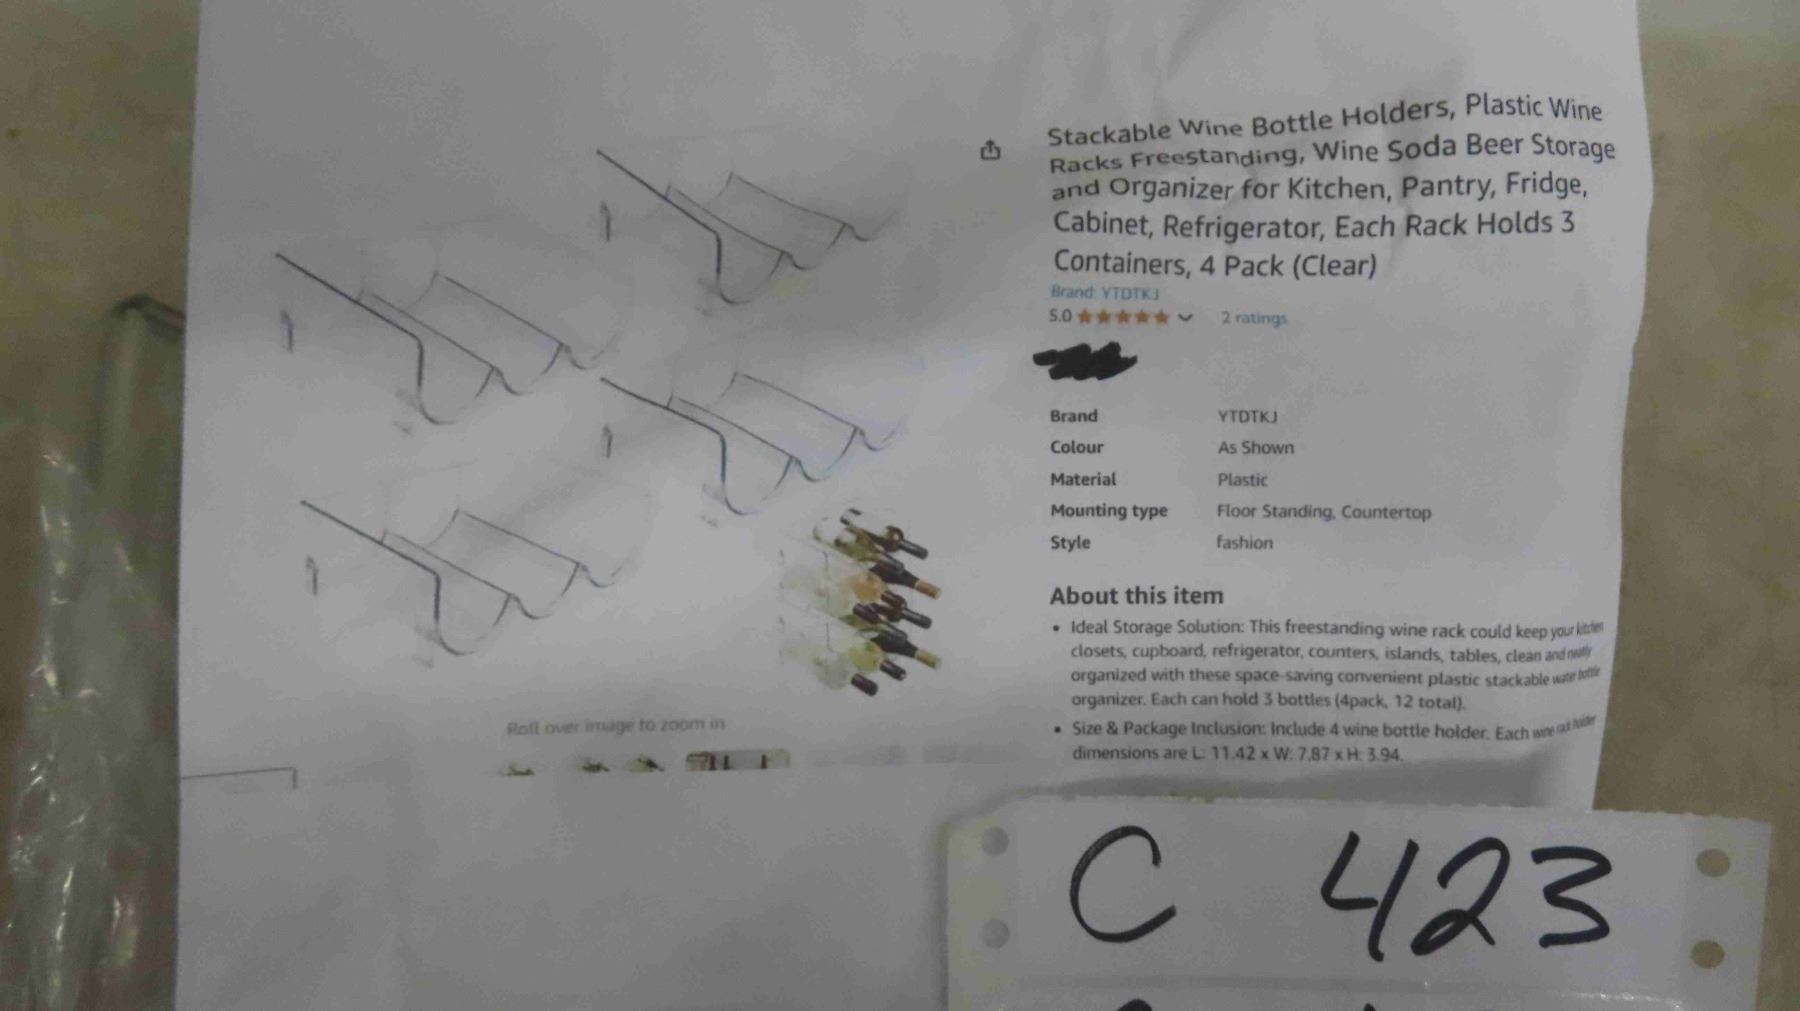 Stackable Wine Bottle Holders, Plastic Wine
Racks Freestanding, Wine Soda Beer Storage
and Organizer for Kitchen, Pantry, Fridge,
Cabinet, Refrigerator, Each Rack Holds 3
Containers, 4 Pack (Clear)
Brand: YTDTKJ
5.0 2 ratings
Brand YTDTKJ
Colour As Shown
Material Plastic
Mounting type Floor Standing, Countertop
Style fashion
About this item
• Ideal Storage Solution: This freestanding wine rack could keep your kitchen
closets, cupboard, refrigerator, counters, islands, tables, clean and neatly
organized with these space-saving convenient plastic stackable water bottle
organizer. Each can hold 3 bottles (4pack, 12 total).
• Size & Package Inclusion: Include 4 wine bottle holder. Each wine rack holder
dimensions are L: 11.42 x W: 7.87 x H: 3.94.
Roll over image to zoom in
C 423